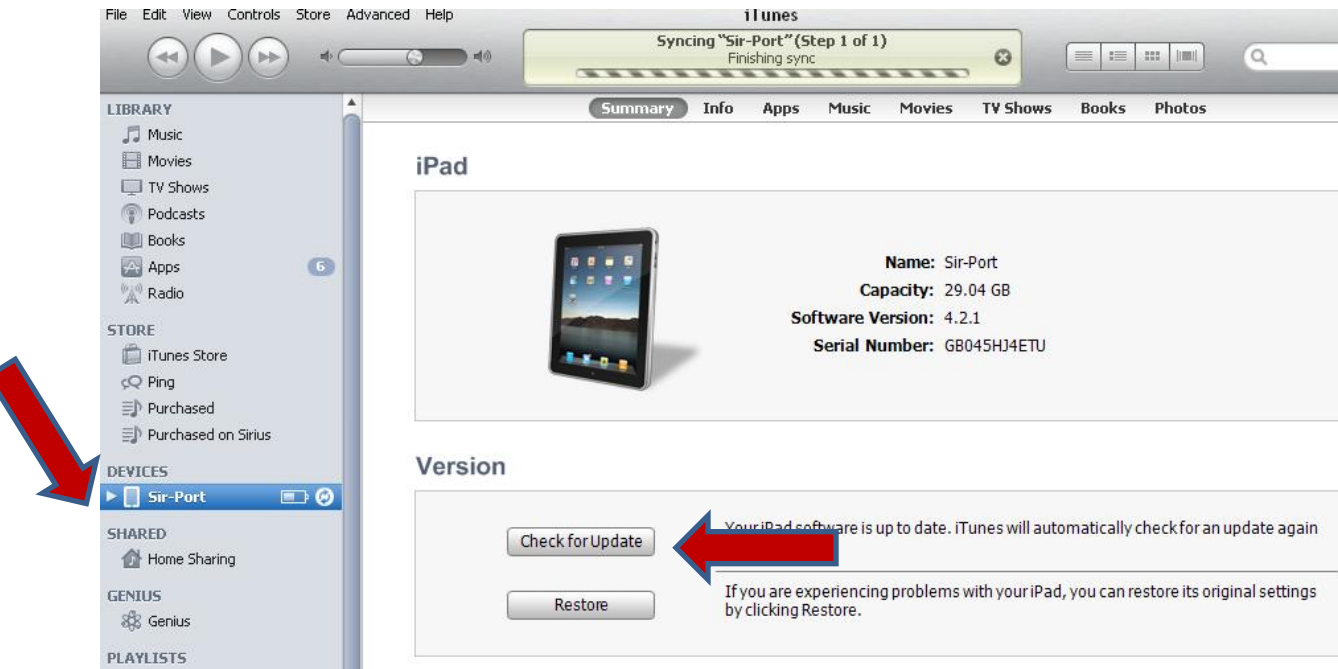 File Edit View Controls Store Advanced Help
iTunes
Syncing "Sir-Port" (Step 1 of 1)
Finishing sync
LIBRARY
Music
Movies
TV Shows
Podcasts
Books
Apps 6
Radio
STORE
iTunes Store
Ping
Purchased
Purchased on Sirius
DEVICES
Sir-Port
SHARED
Home Sharing
GENIUS
Genius
PLAYLISTS
Summary Info Apps Music Movies TV Shows Books Photos
iPad
Name: Sir-Port
Capacity: 29.04 GB
Software Version: 4.2.1
Serial Number: GB045HJ4ETU
Version
Check for Update
Your iPad software is up to date. iTunes will automatically check for an update again
Restore
If you are experiencing problems with your iPad, you can restore its original settings
by clicking Restore.